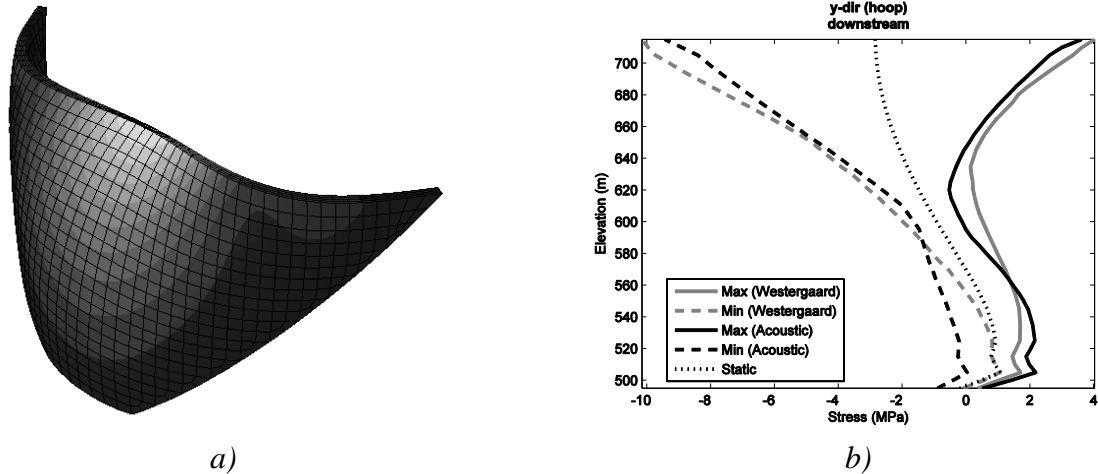 y-dir (hoop)
downstream
700
680
660
640
620
600
580
560
540
520
500
Elevation (m)
Max (Westergaard)
Min (Westergaard)
Max (Acoustic)
Min (Acoustic)
Static
-10 -8 -6 -4 -2 0 2 4
Stress (MPa)
a) b)